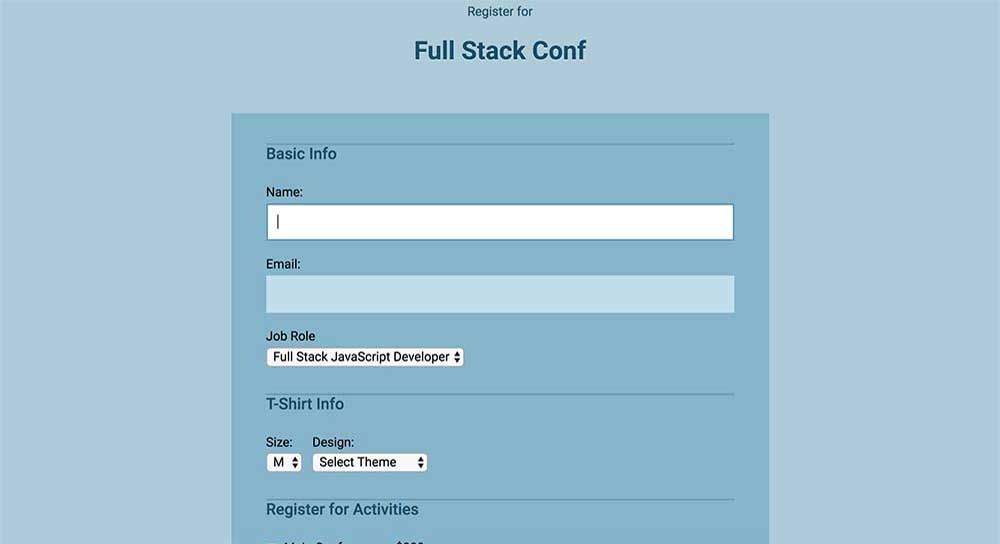 Register for
Full Stack Conf
Basic Info
Name:
Email:
Job Role
Full Stack JavaScript Developer
T-Shirt Info
Size: Design:
M Select Theme
Register for Activities